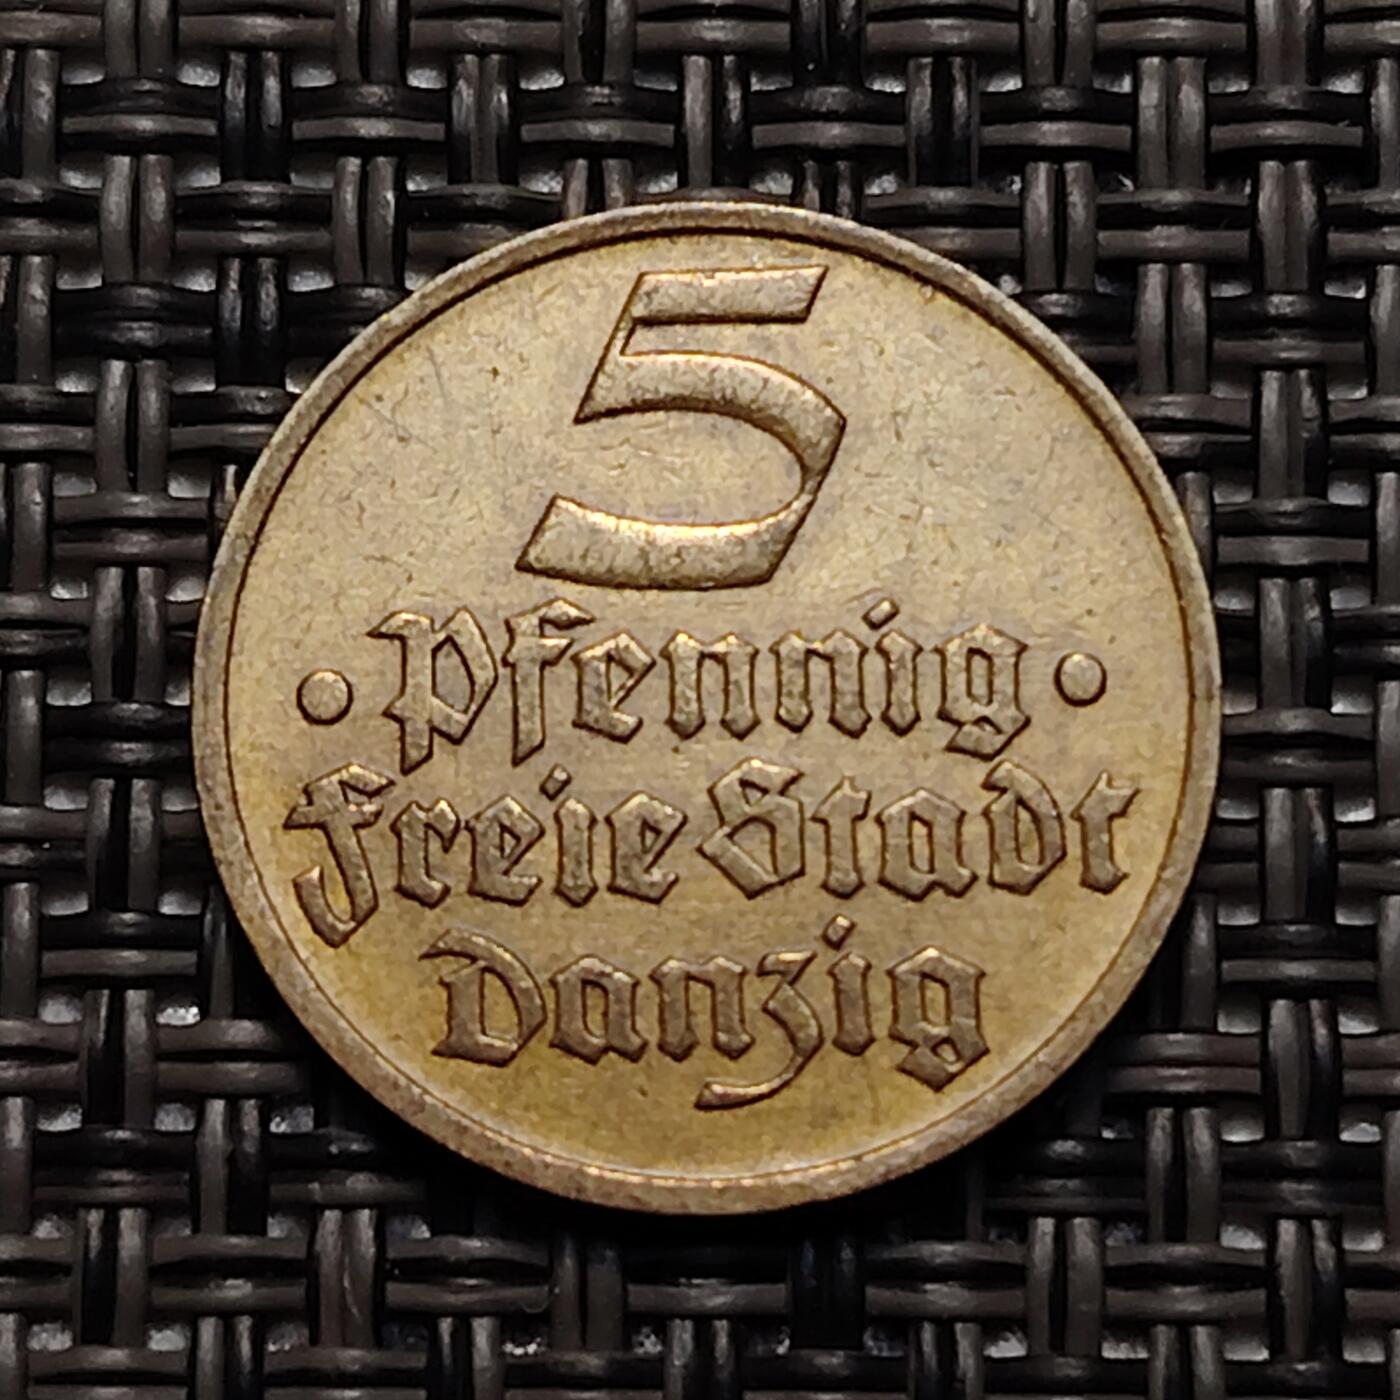 5
• Pfennig •
Freie Stadt
Danzig